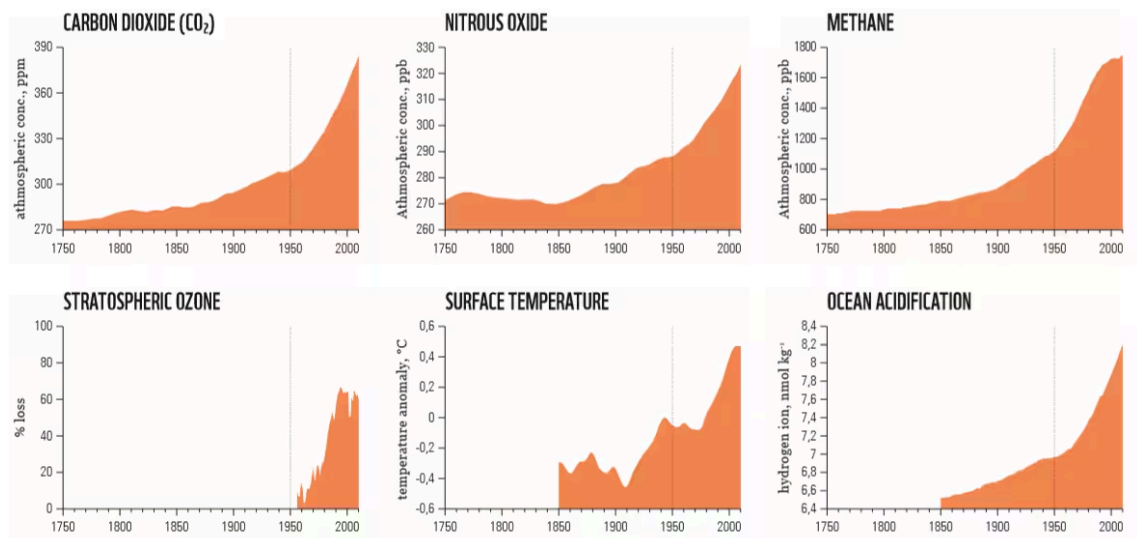 CARBON DIOXIDE (CO₂)
athmospheric conc., ppm
390
360
330
300
270
1750 1800 1850 1900 1950 2000
NITROUS OXIDE
Athmospheric conc., ppb
330
320
310
300
290
280
270
260
1750 1800 1850 1900 1950 2000
METHANE
Athmospheric conc., ppb
1800
1600
1400
1200
1000
800
600
1750 1800 1850 1900 1950 2000
STRATOSPHERIC OZONE
% loss
100
80
60
40
20
0
1750 1800 1850 1900 1950 2000
SURFACE TEMPERATURE
temperature anomaly, °C
0,6
0,4
0,2
0
-0,2
-0,4
-0,6
1750 1800 1850 1900 1950 2000
OCEAN ACIDIFICATION
hydrogen ion, nmol kg⁻¹
8,4
8,2
8
7,8
7,6
7,4
7,2
7
6,8
6,6
6,4
1750 1800 1850 1900 1950 2000